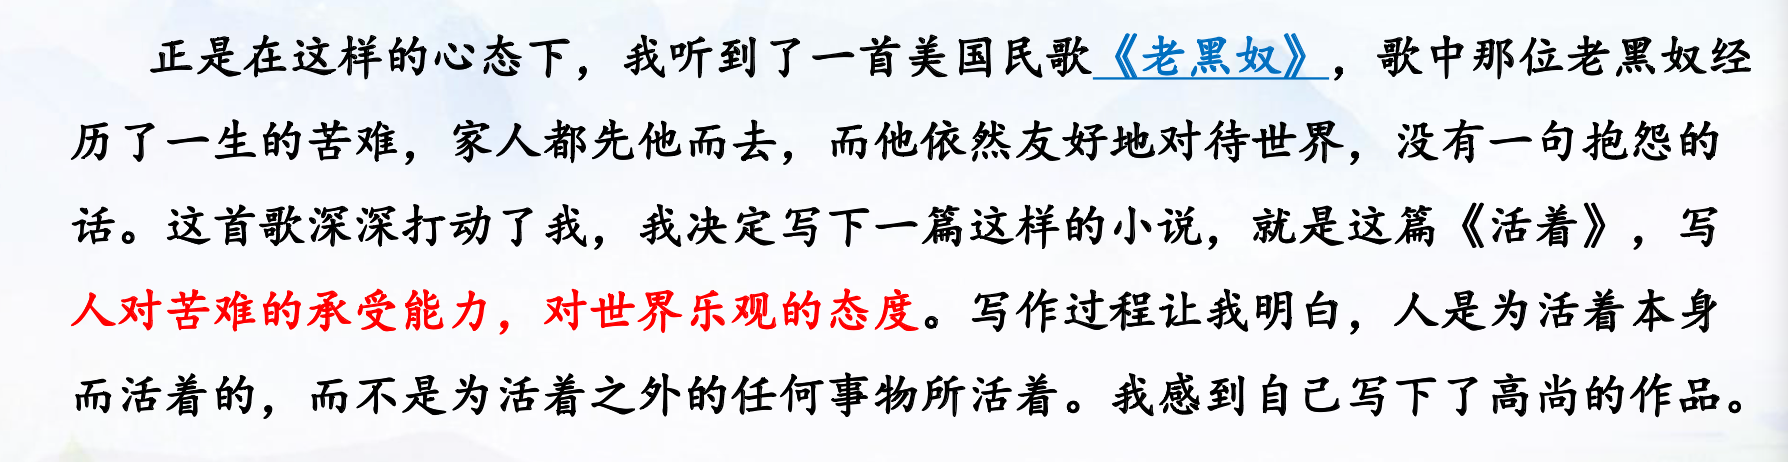 正是在这样的心态下，我听到了一首美国民歌《老黑奴》，歌中那位老黑奴经
历了一生的苦难，家人都先他而去，而他依然友好地对待世界，没有一句抱怨的
话。这首歌深深打动了我，我决定写下一篇这样的小说，就是这篇《活着》，写
人对苦难的承受能力，对世界乐观的态度。写作过程让我明白，人是为活着本身
而活着的，而不是为活着之外的任何事物所活着。我感到自己写下了高尚的作品。